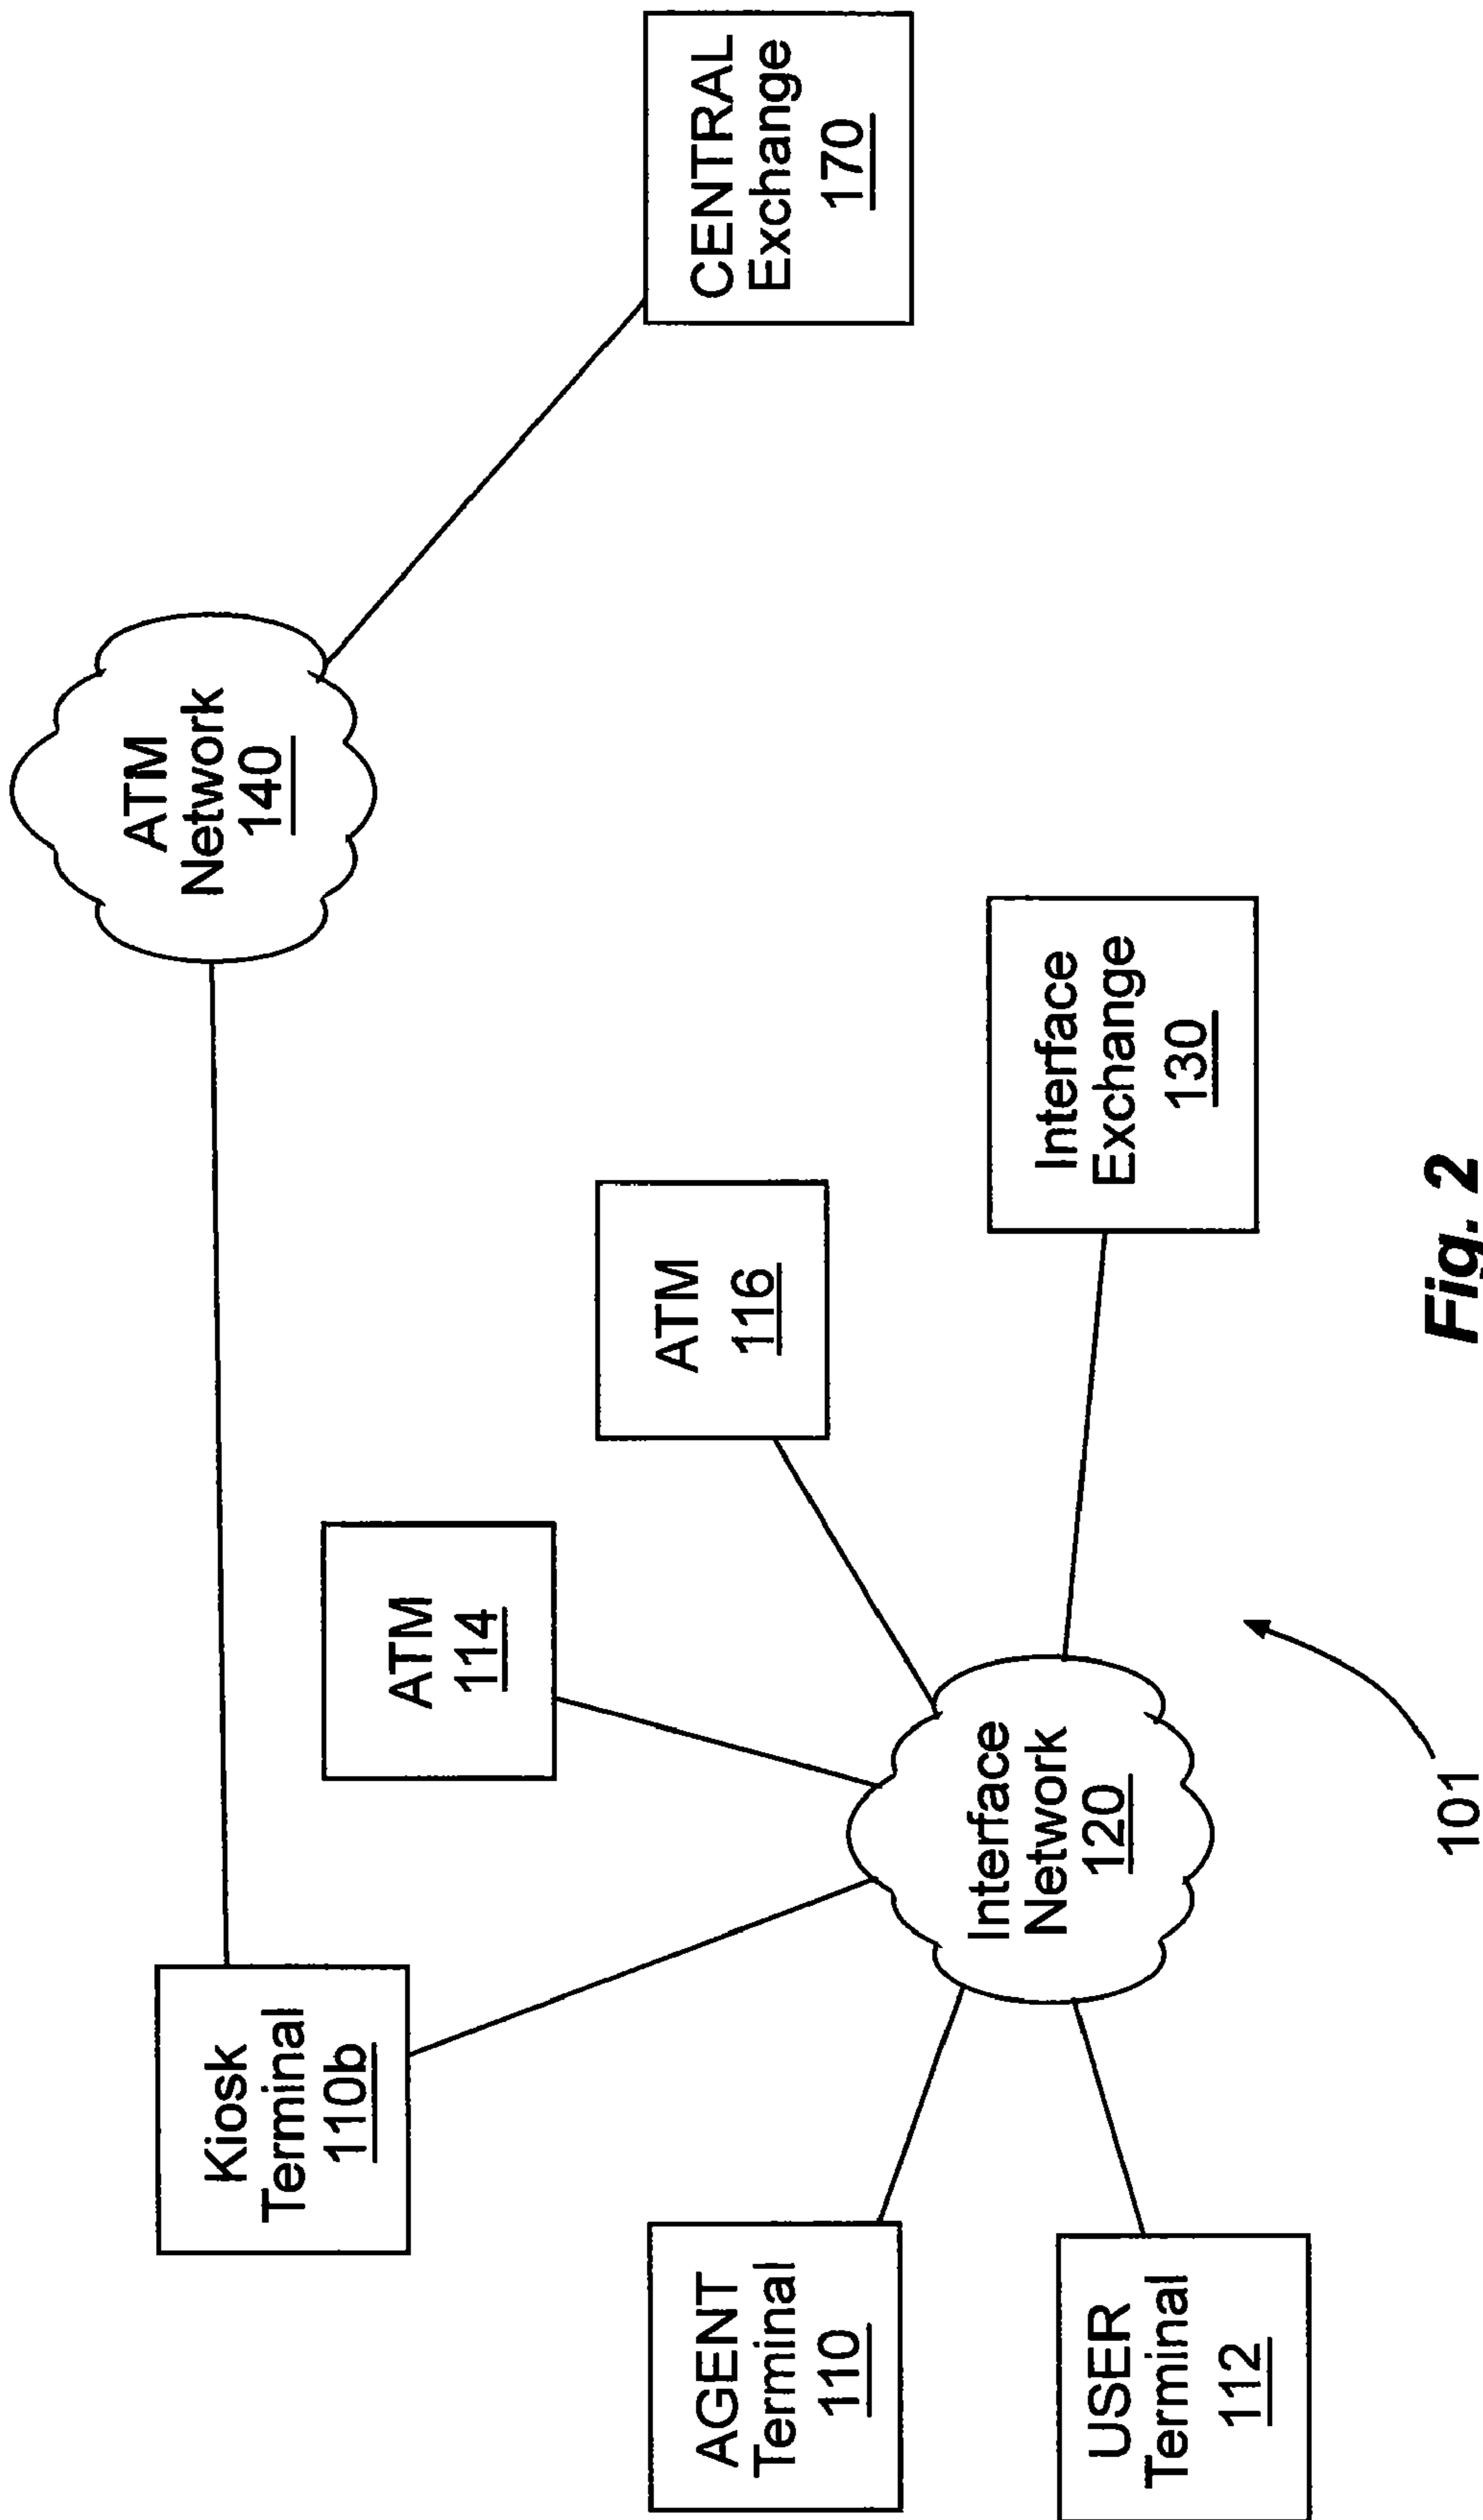 ATM
Network
140
CENTRAL
Exchange
170
Kiosk
Terminal
110b
ATM
114
ATM
116
AGENT
Terminal
110
Interface
Network
120
Interface
Exchange
130
USER
Terminal
112
101
Fig. 2